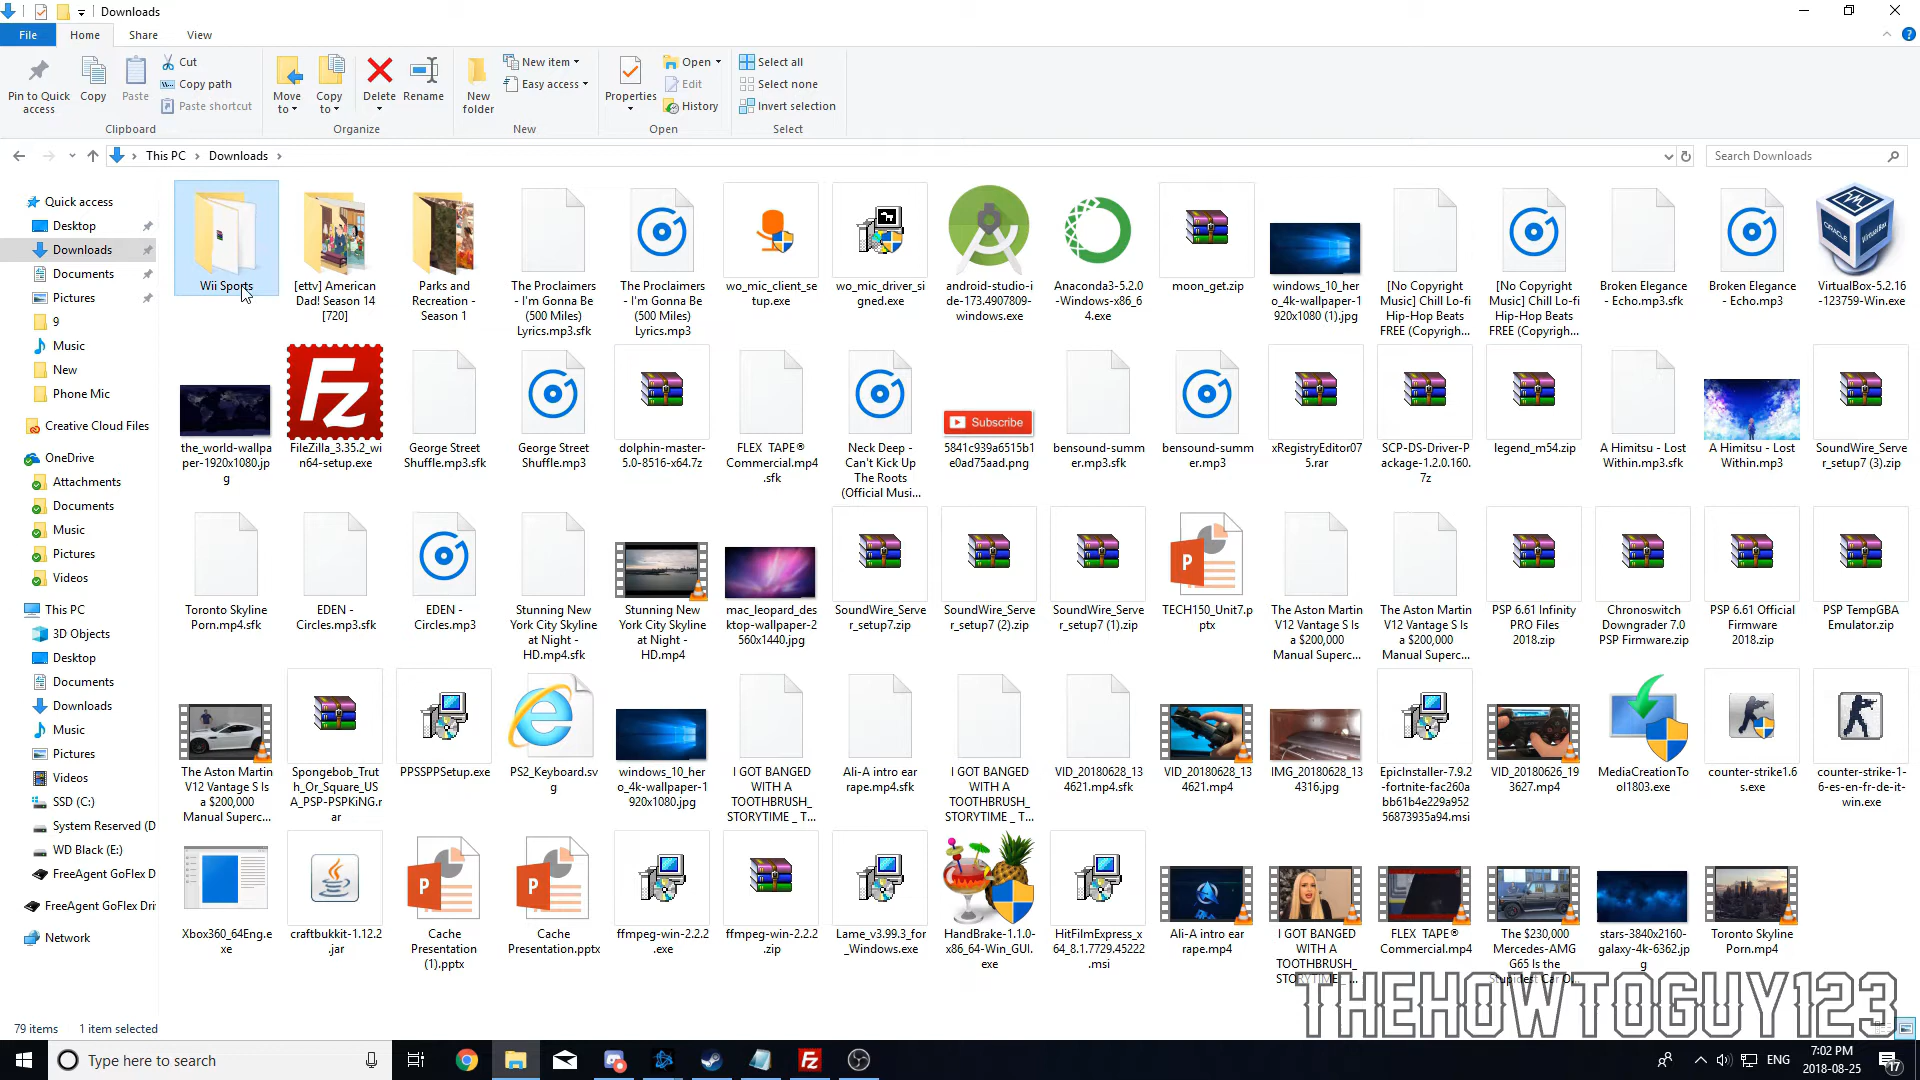 Downloads
File Home Share View
Pin to Quick access
Copy
Paste
Cut
Copy path
Paste shortcut
Clipboard
Move to
Copy to
Delete
Rename
Organize
New folder
New item
Easy access
New
Properties
Open
Edit
History
Open
Select all
Select none
Invert selection
Select
This PC > Downloads >
Search Downloads
Quick access
Desktop
Downloads
Documents
Pictures
9
Music
New
Phone Mic
Creative Cloud Files
OneDrive
Attachments
Documents
Music
Pictures
Videos
This PC
3D Objects
Desktop
Documents
Downloads
Music
Pictures
Videos
SSD (C:)
System Reserved (D
WD Black (E:)
FreeAgent GoFlex D
FreeAgent GoFlex Dri
Network
Wii Sports
[ettv] American Dad! Season 14 [720]
Parks and Recreation - Season 1
The Proclaimers - I'm Gonna Be (500 Miles) Lyrics.mp3.sfk
The Proclaimers - I'm Gonna Be (500 Miles) Lyrics.mp3
wo_mic_client_setup.exe
wo_mic_driver_signed.exe
android-studio-ide-173.4907809-windows.exe
Anaconda3-5.2.0-Windows-x86_64.exe
moon_get.zip
windows_10_hero_4k-wallpaper-1920x1080 (1).jpg
[No Copyright Music] Chill Lo-fi Hip-Hop Beats FREE (Copyrigh...
[No Copyright Music] Chill Lo-fi Hip-Hop Beats FREE (Copyrigh...
Broken Elegance - Echo.mp3.sfk
Broken Elegance - Echo.mp3
ORACLE
VirtualBox
VirtualBox-5.2.16-123759-Win.exe
the_world-wallpaper-1920x1080.jpg
Fz
FileZilla_3.35.2_win64-setup.exe
George Street Shuffle.mp3.sfk
George Street Shuffle.mp3
dolphin-master-5.0-8516-x64.7z
FLEX TAPE® Commercial.mp4.sfk
Neck Deep - Can't Kick Up The Roots (Official Musi...
Subscribe
5841c939a6515b1e0ad75aad.png
bensound-summer.mp3.sfk
bensound-summer.mp3
xRegistryEditor075.rar
SCP-DS-Driver-Package-1.2.0.160.7z
legend_m54.zip
A Himitsu - Lost Within.mp3.sfk
A Himitsu - Lost Within.mp3
SoundWire_Server_setup7 (3).zip
Toronto Skyline Porn.mp4.sfk
EDEN - Circles.mp3.sfk
EDEN - Circles.mp3
Stunning New York City Skyline at Night - HD.mp4.sfk
Stunning New York City Skyline at Night - HD.mp4
mac_leopard_desktop-wallpaper-2560x1440.jpg
SoundWire_Server_setup7.zip
SoundWire_Server_setup7 (2).zip
SoundWire_Server_setup7 (1).zip
P
TECH150_Unit7.pptx
The Aston Martin V12 Vantage S Is a $200,000 Manual Superc...
The Aston Martin V12 Vantage S Is a $200,000 Manual Superc...
PSP 6.61 Infinity PRO Files 2018.zip
Chronoswitch Downgrader 7.0 PSP Firmware.zip
PSP 6.61 Official Firmware 2018.zip
PSP TempGBA Emulator.zip
The Aston Martin V12 Vantage S Is a $200,000 Manual Superc...
Spongebob_Truth_Or_Square_USA_PSP-PSPKiNG.rar
PPSSPPSetup.exe
PS2_Keyboard.svg
windows_10_hero_4k-wallpaper-1920x1080.jpg
I GOT BANGED WITH A TOOTHBRUSH_ STORYTIME _ T...
Ali-A intro ear rape.mp4.sfk
I GOT BANGED WITH A TOOTHBRUSH_ STORYTIME _ T...
VID_20180628_134621.mp4.sfk
VID_20180628_134621.mp4
IMG_20180628_134316.jpg
EpicInstaller-7.9.2-fortnite-fac260abb61b4e229a95256873935a94.msi
VID_20180626_193627.mp4
MediaCreationTool1803.exe
counter-strike1.6s.exe
counter-strike-1-6-es-en-fr-de-it-win.exe
Xbox360_64Eng.exe
Java
craftbukkit-1.12.2.jar
P
Cache Presentation (1).pptx
P
Cache Presentation.pptx
ffmpeg-win-2.2.2.exe
ffmpeg-win-2.2.2.zip
Lame_v3.99.3_for_Windows.exe
HandBrake-1.1.0-x86_64-Win_GUI.exe
HitFilmExpress_x64_8.1.7729.45222.msi
Ali-A intro ear rape.mp4
I GOT BANGED WITH A TOOTHBRUSH_ STORYTIME _ T...
FLEX TAPE® Commercial.mp4
The $230,000 Mercedes-AMG G65 Is the Stupidest Car O...
stars-3840x2160-galaxy-4k-6362.jpg
Toronto Skyline Porn.mp4
THEHOWTOGUY123
79 items 1 item selected
Type here to search
Fz
ENG
7:02 PM
2018-08-25
17